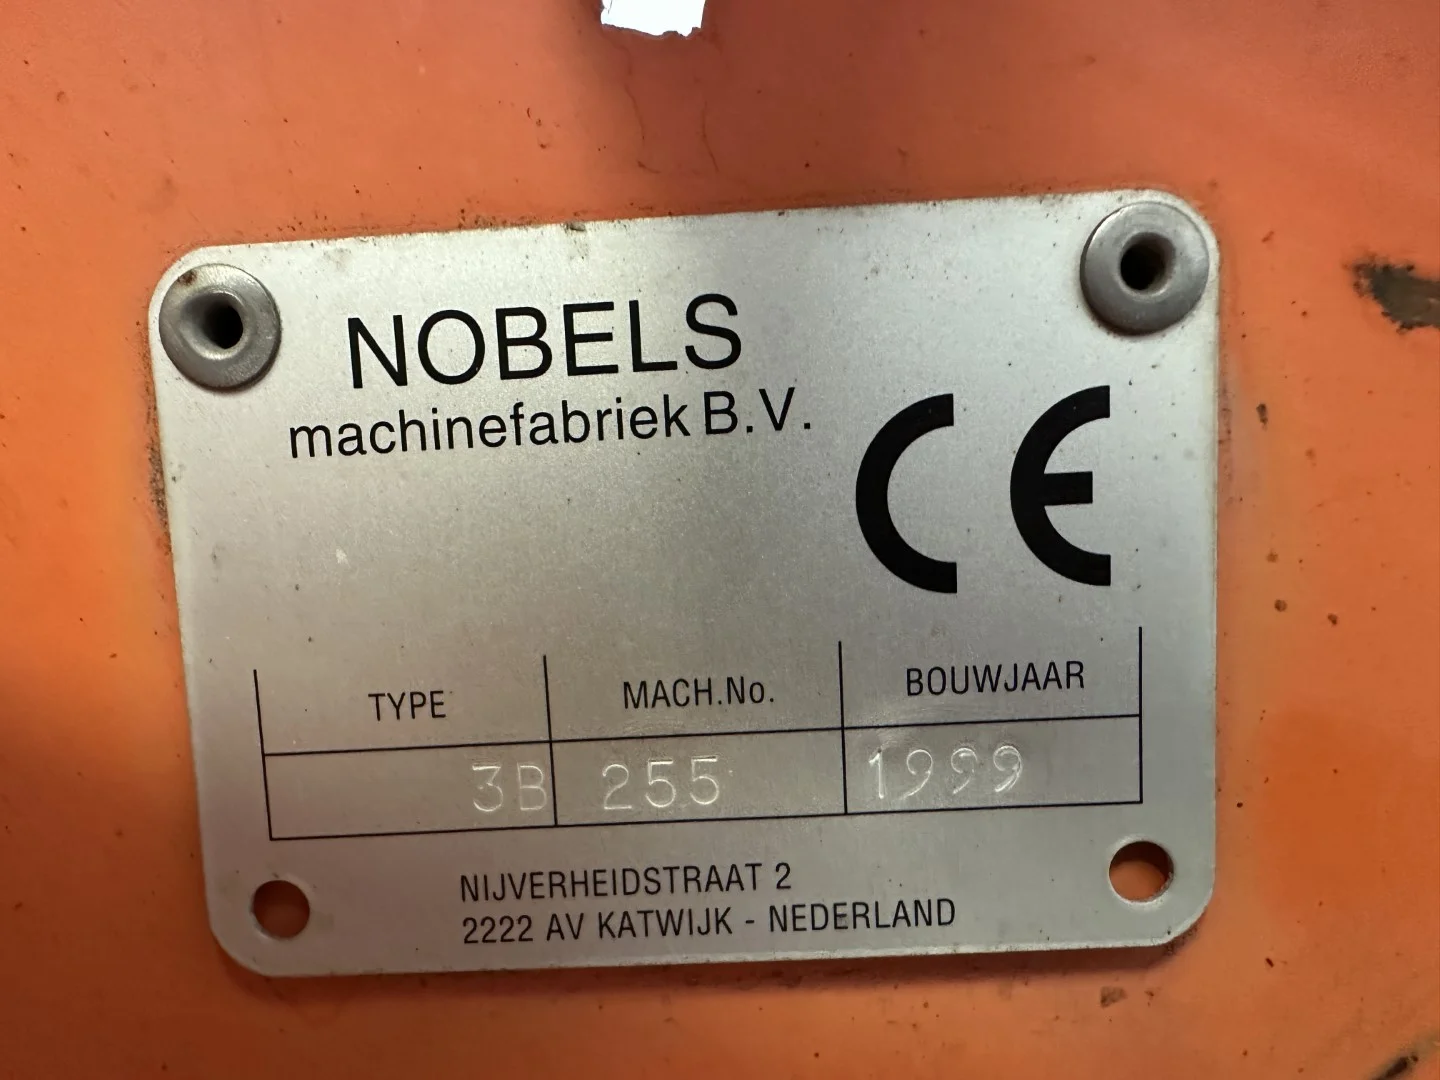 NOBELS
machinefabriek B.V.
CE
TYPE MACH.No. BOUWJAAR
3B 255 1999
NIJVERHEIDSTRAAT 2
2222 AV KATWIJK - NEDERLAND